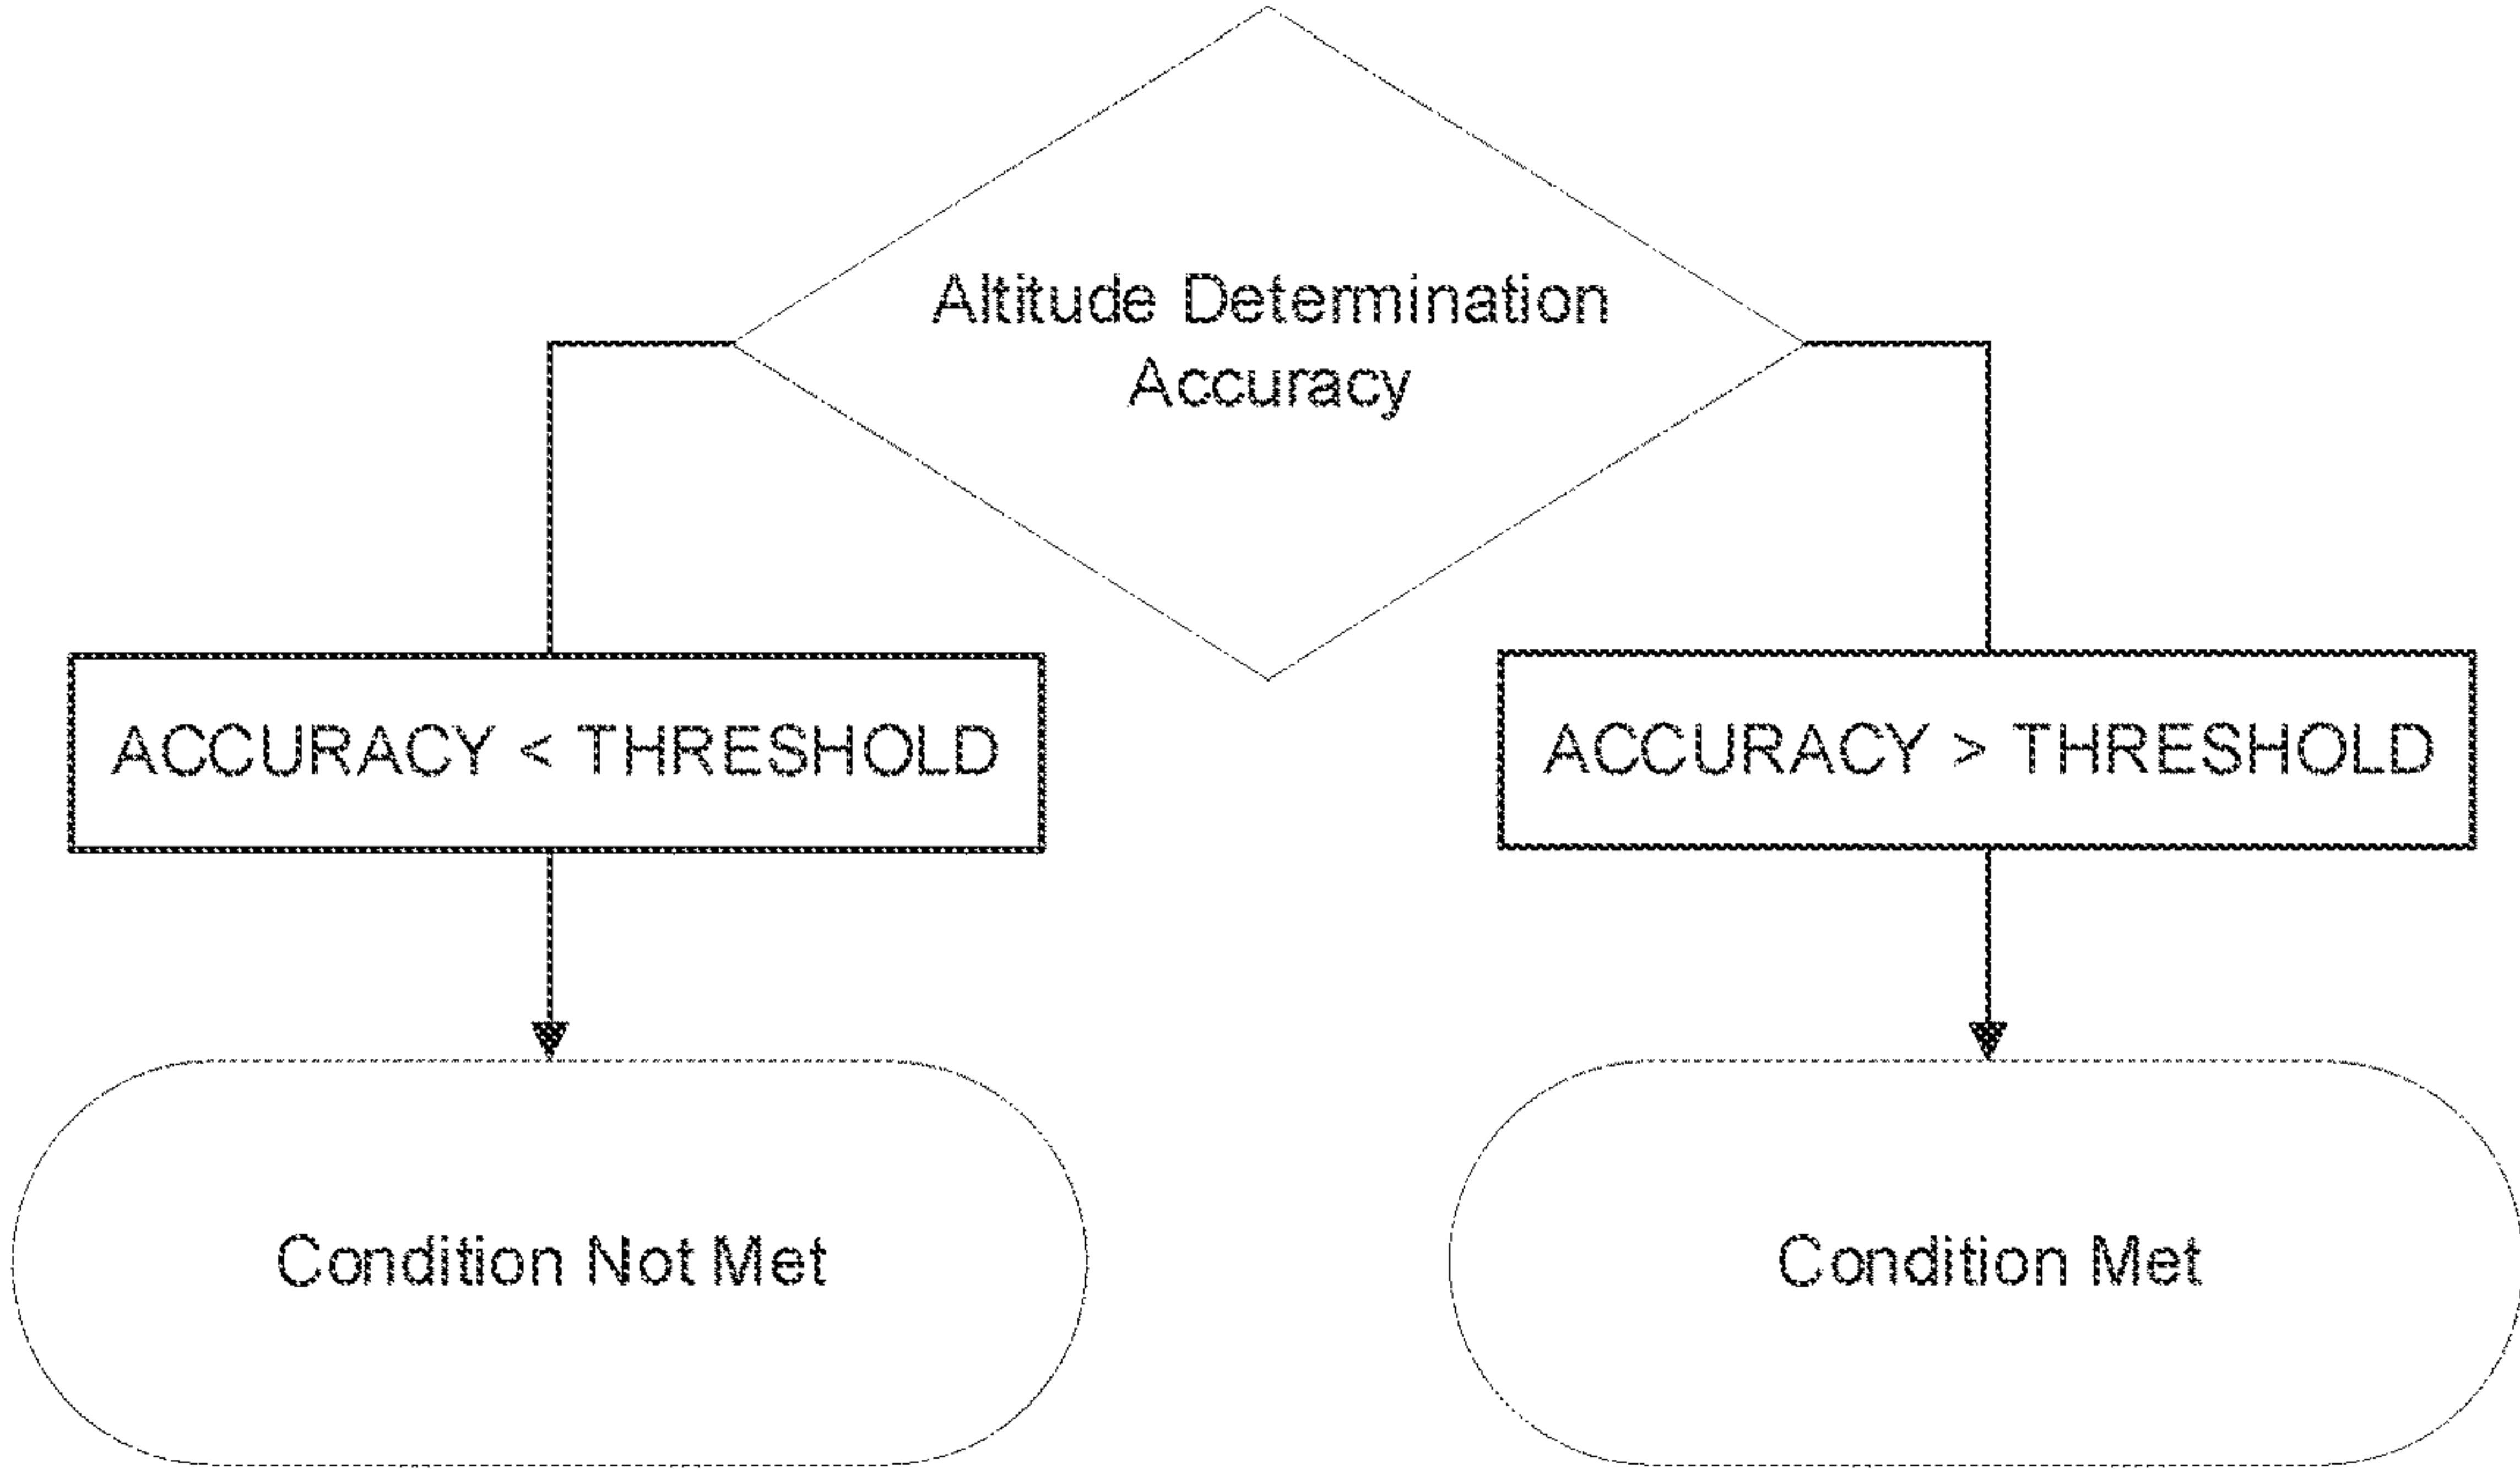 Altitude Determination
Accuracy
ACCURACY < THRESHOLD
ACCURACY > THRESHOLD
Condition Not Met
Condition Met